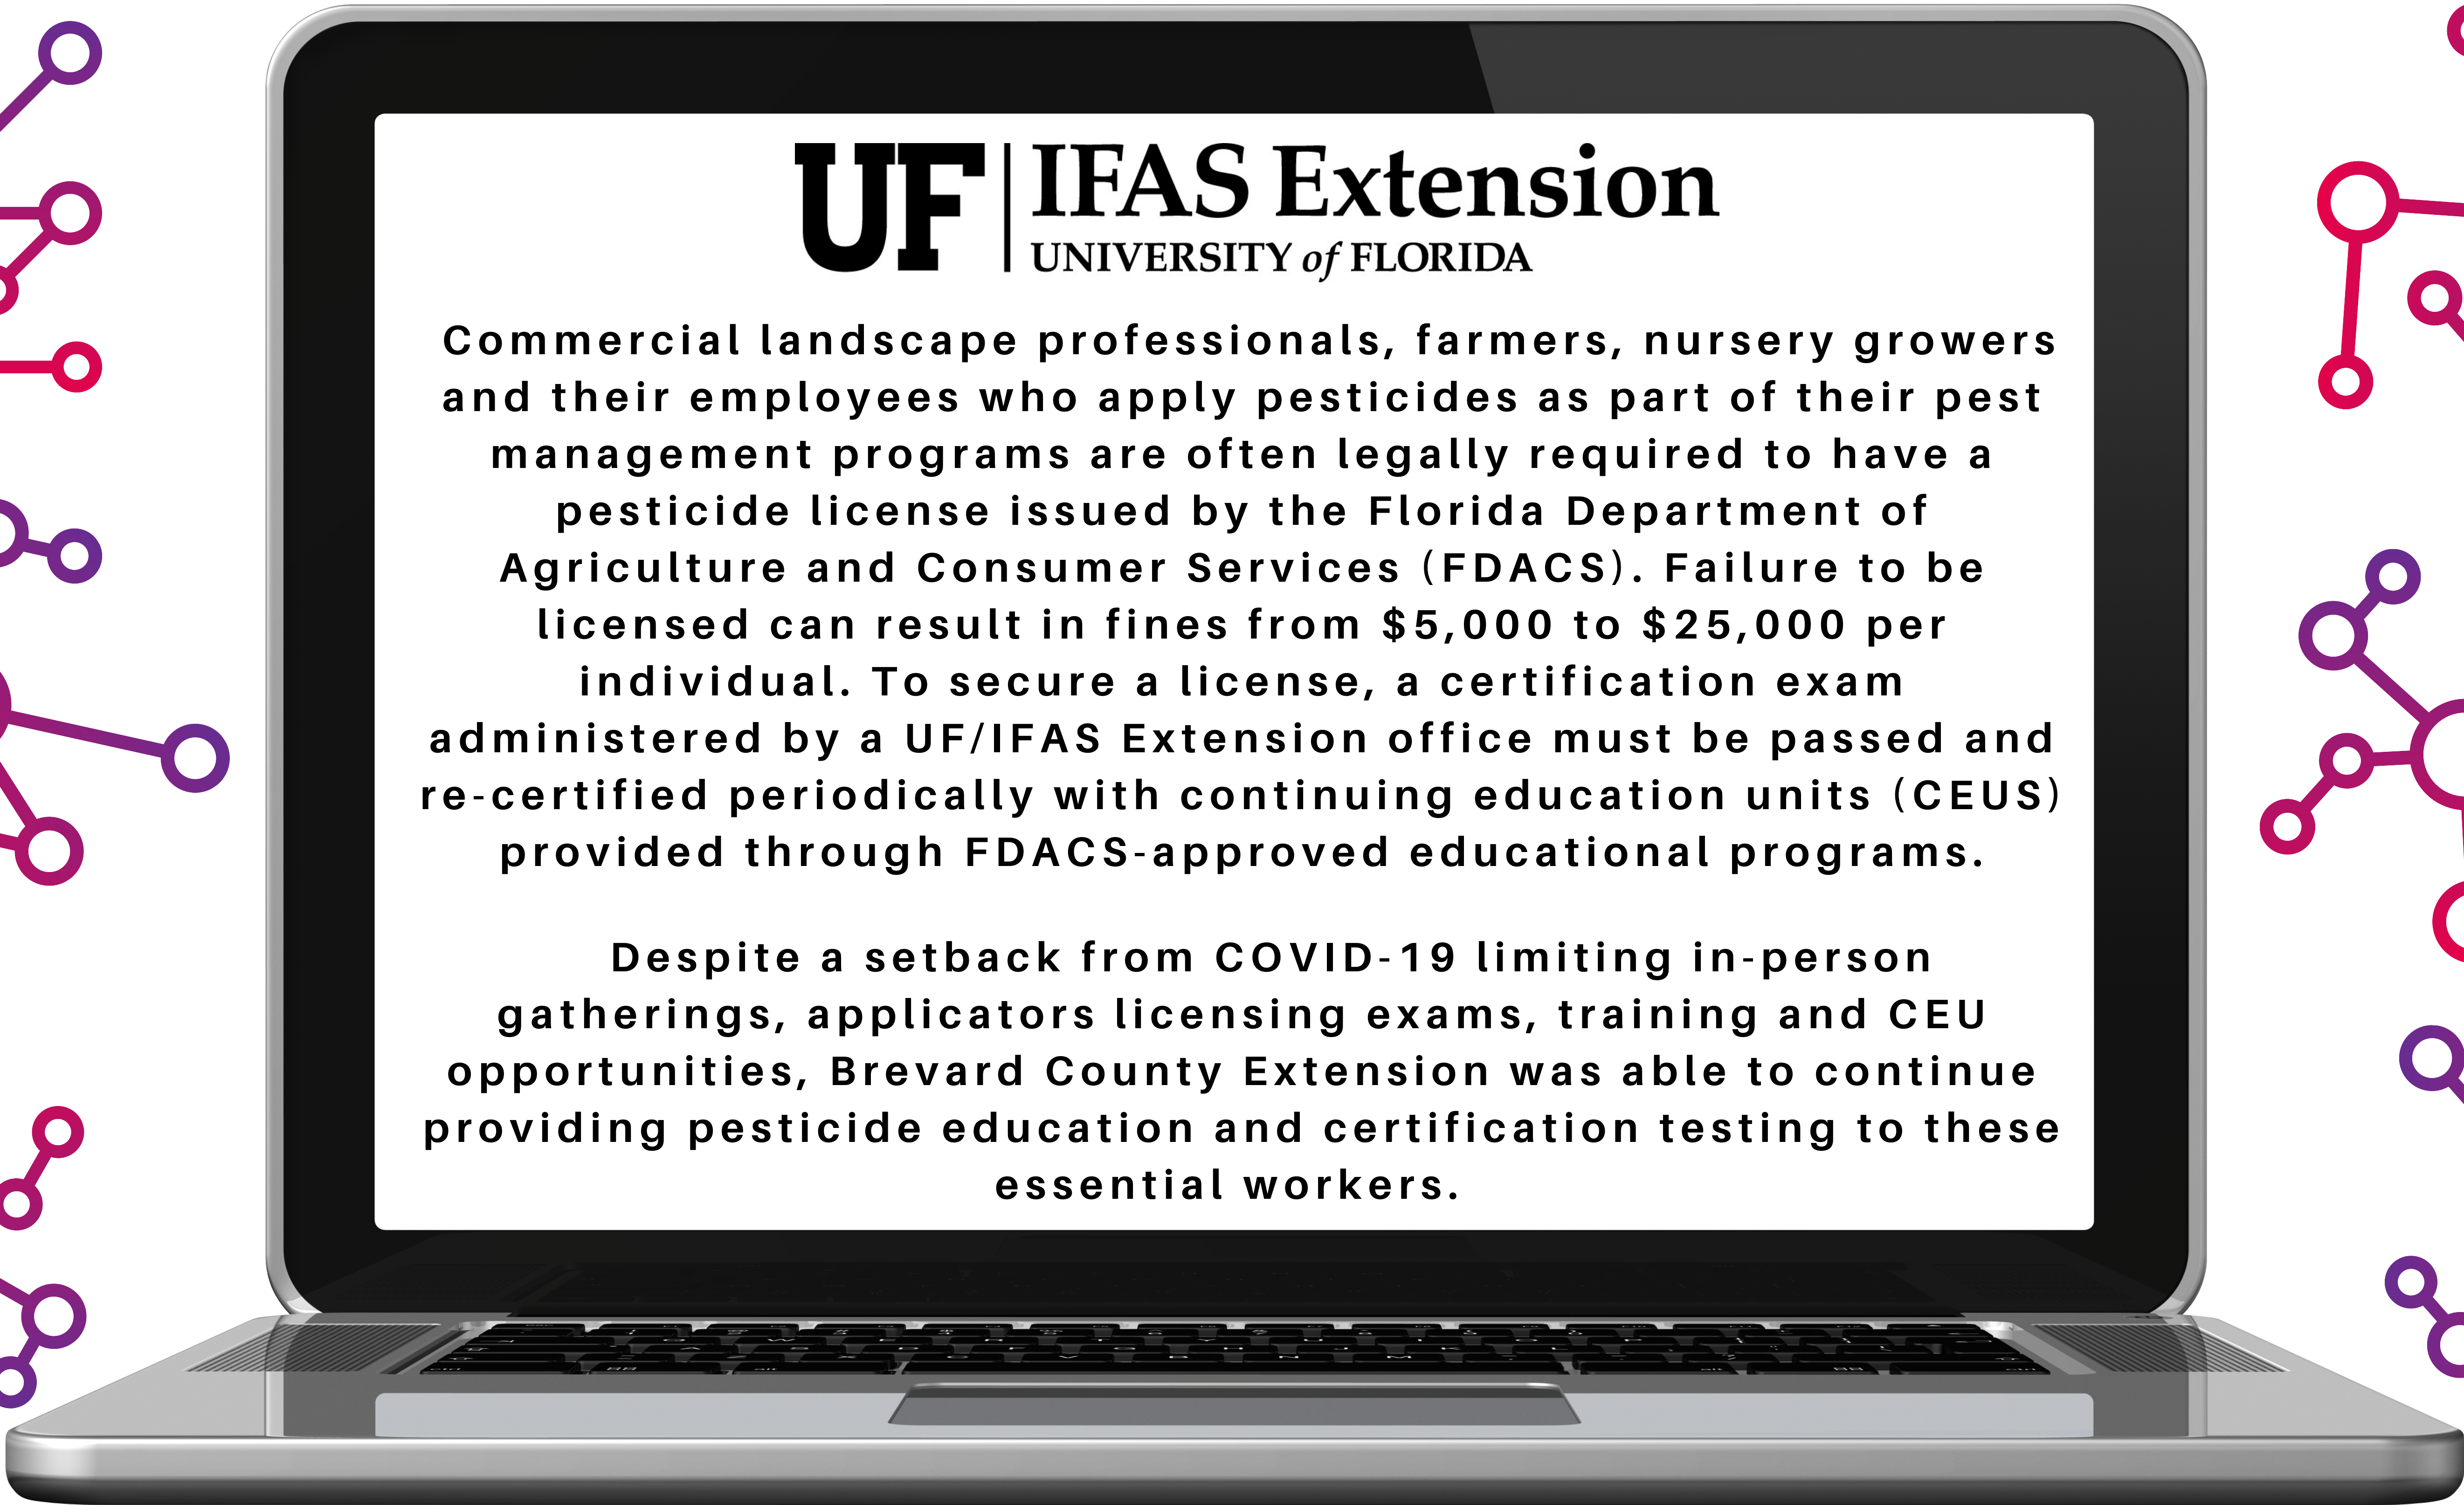 UF IFAS Extension
UNIVERSITY of FLORIDA
Commercial landscape professionals, farmers, nursery growers
and their employees who apply pesticides as part of their pest
management programs are often legally required to have a
pesticide license issued by the Florida Department of
Agriculture and Consumer Services (FDACS). Failure to be
licensed can result in fines from $5,000 to $25,000 per
individual. To secure a license, a certification exam
administered by a UF/IFAS Extension office must be passed and
re-certified periodically with continuing education units (CEUS)
provided through FDACS-approved educational programs.
Despite a setback from COVID-19 limiting in-person
gatherings, applicators licensing exams, training and CEU
opportunities, Brevard County Extension was able to continue
providing pesticide education and certification testing to these
essential workers.